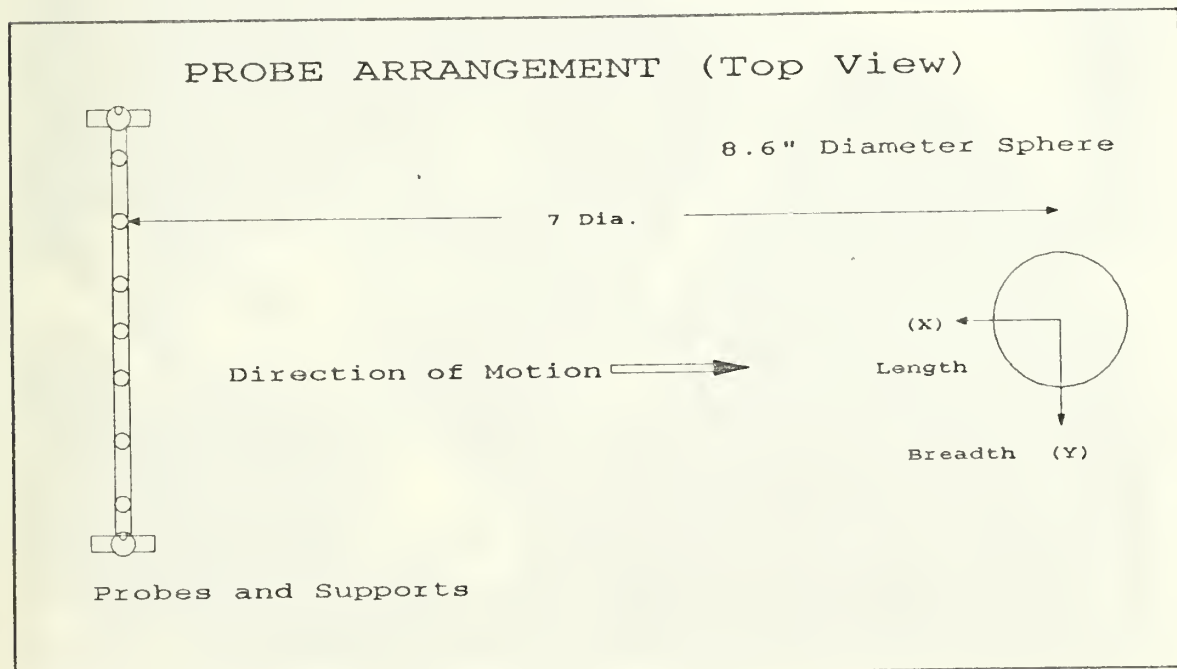 PROBE ARRANGEMENT (Top View)
8.6" Diameter Sphere
7 Dia.
(X)
Direction of Motion
Length
Breadth (Y)
Probes and Supports